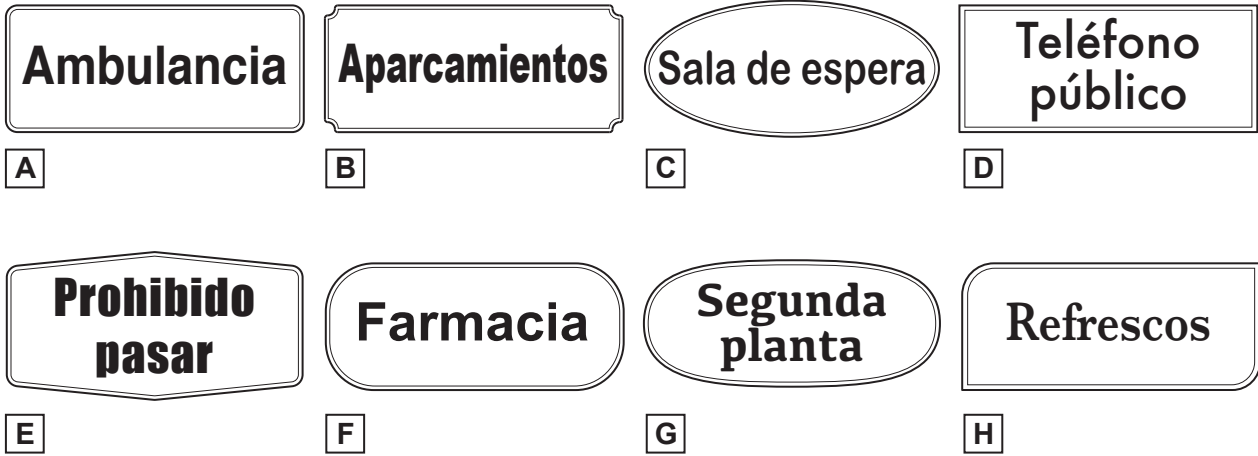 Ambulancia
Aparcamientos
Sala de espera
Teléfono
público
A
B
C
D
Prohibido
pasar
Farmacia
Segunda
planta
Refrescos
E
F
G
H